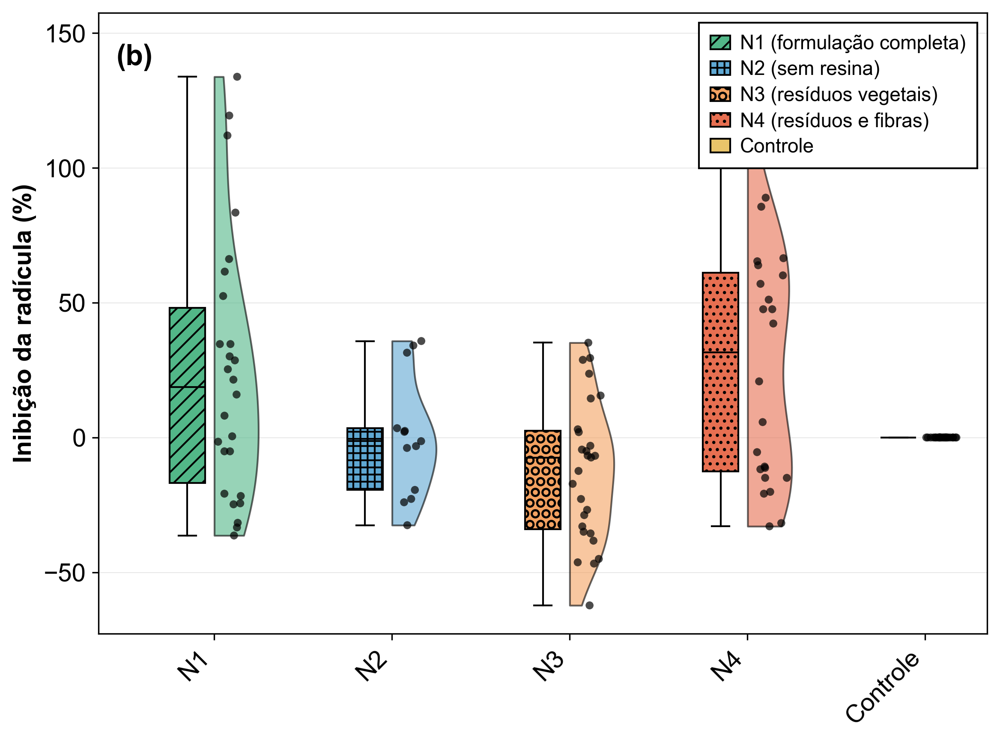 (b)
N1 (formulação completa)
N2 (sem resina)
N3 (resíduos vegetais)
N4 (resíduos e fibras)
Controle
Inibição da radícula (%)
150
100
50
0
−50
N1
N2
N3
N4
Controle